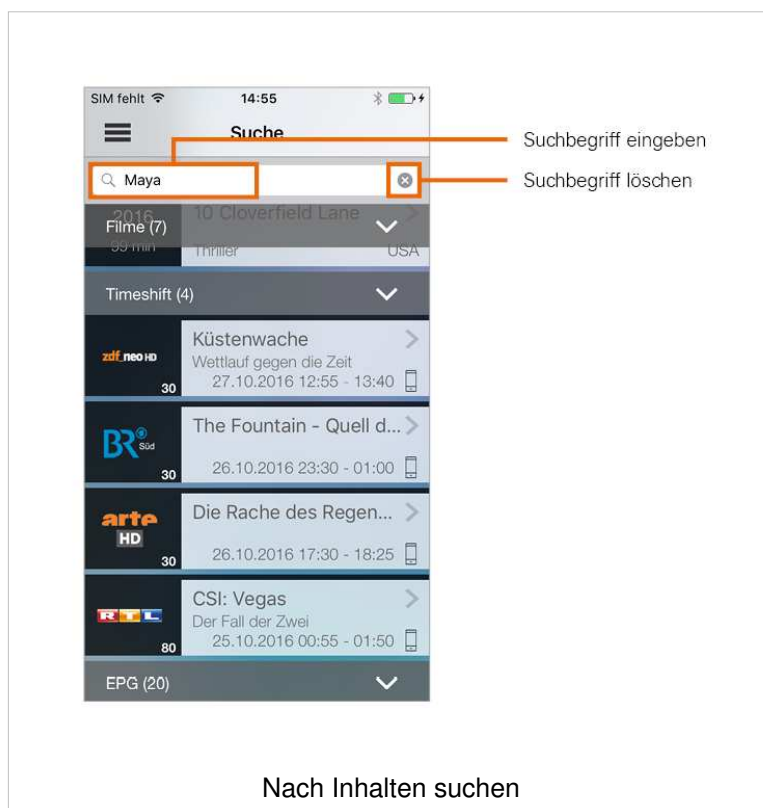 SIM fehlt 14:55
Suche
Suchbegriff eingeben
Maya
Suchbegriff löschen
2016 10 Cloverfield Lane
Filme (7)
99 min Thriller USA
Timeshift (4)
zdf_neo HD
30
Küstenwache
Wettlauf gegen die Zeit
27.10.2016 12:55 - 13:40
BR Süd
30
The Fountain - Quell d...
26.10.2016 23:30 - 01:00
arte
HD
30
Die Rache des Regen...
26.10.2016 17:30 - 18:25
RTL
80
CSI: Vegas
Der Fall der Zwei
25.10.2016 00:55 - 01:50
EPG (20)
Nach Inhalten suchen